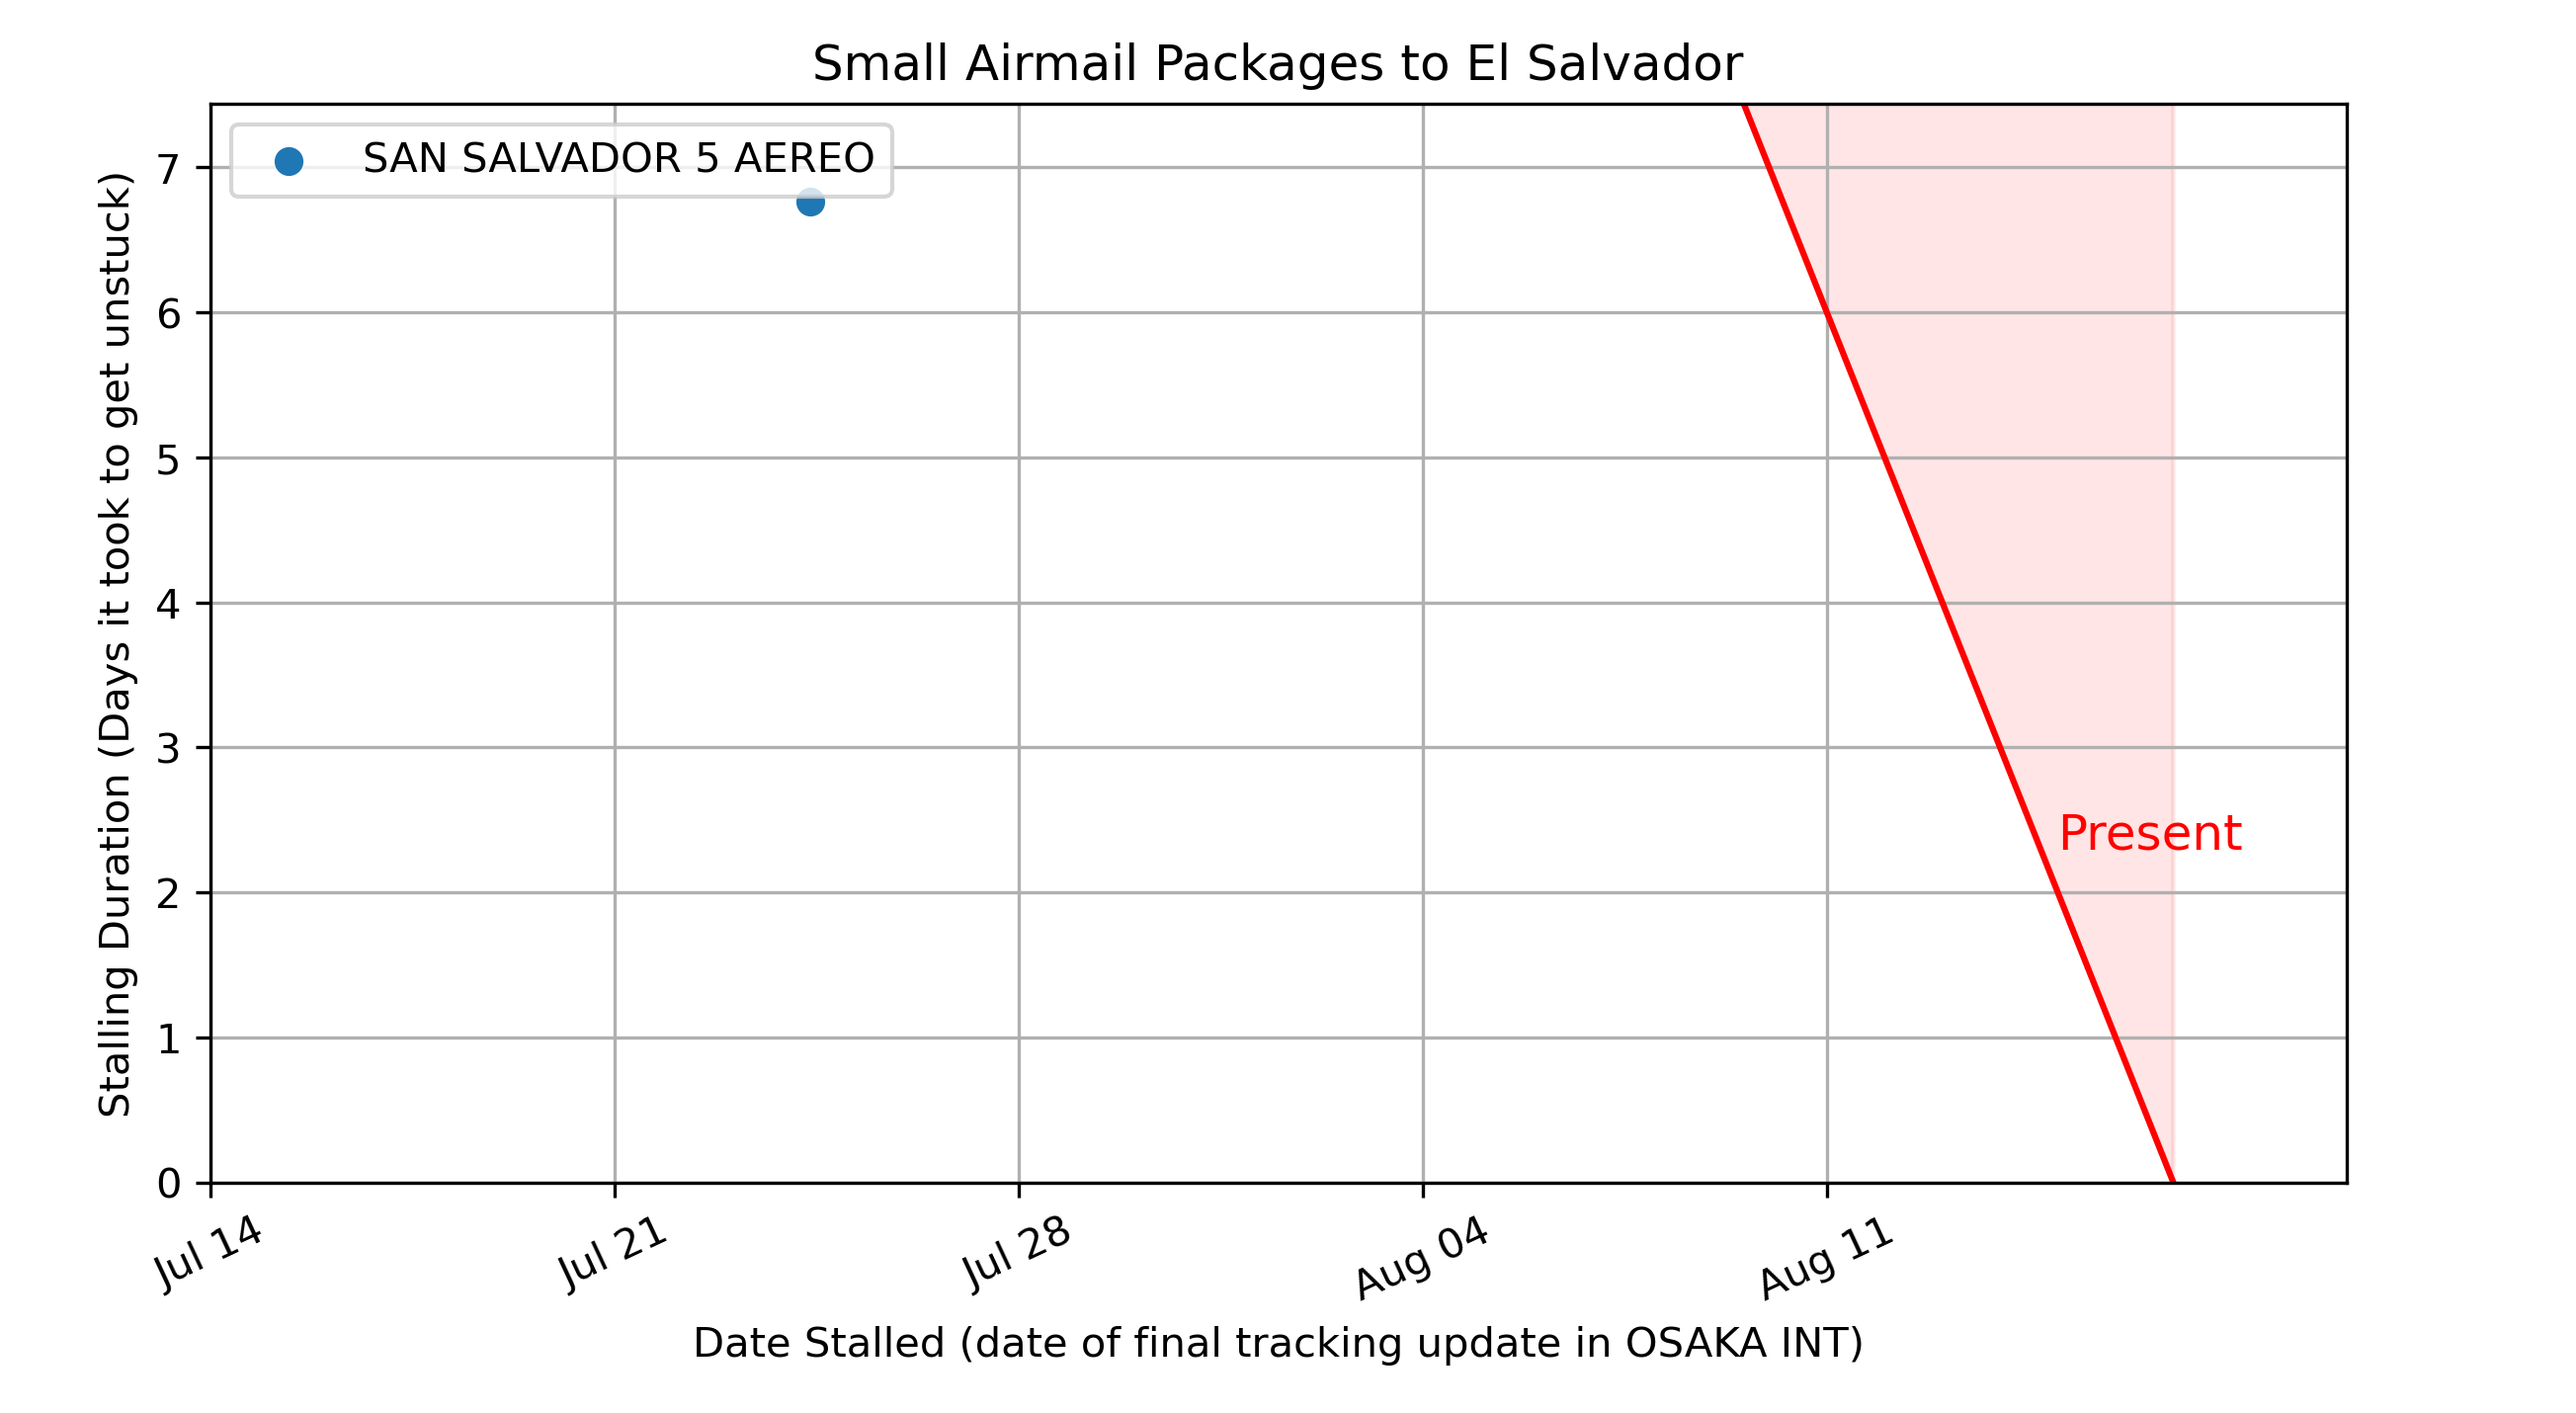 Small Airmail Packages to El Salvador
SAN SALVADOR 5 AEREO
Stalling Duration (Days it took to get unstuck)
7
6
5
4
3
2
1
0
Present
Jul 14
Jul 21
Jul 28
Aug 04
Aug 11
Date Stalled (date of final tracking update in OSAKA INT)